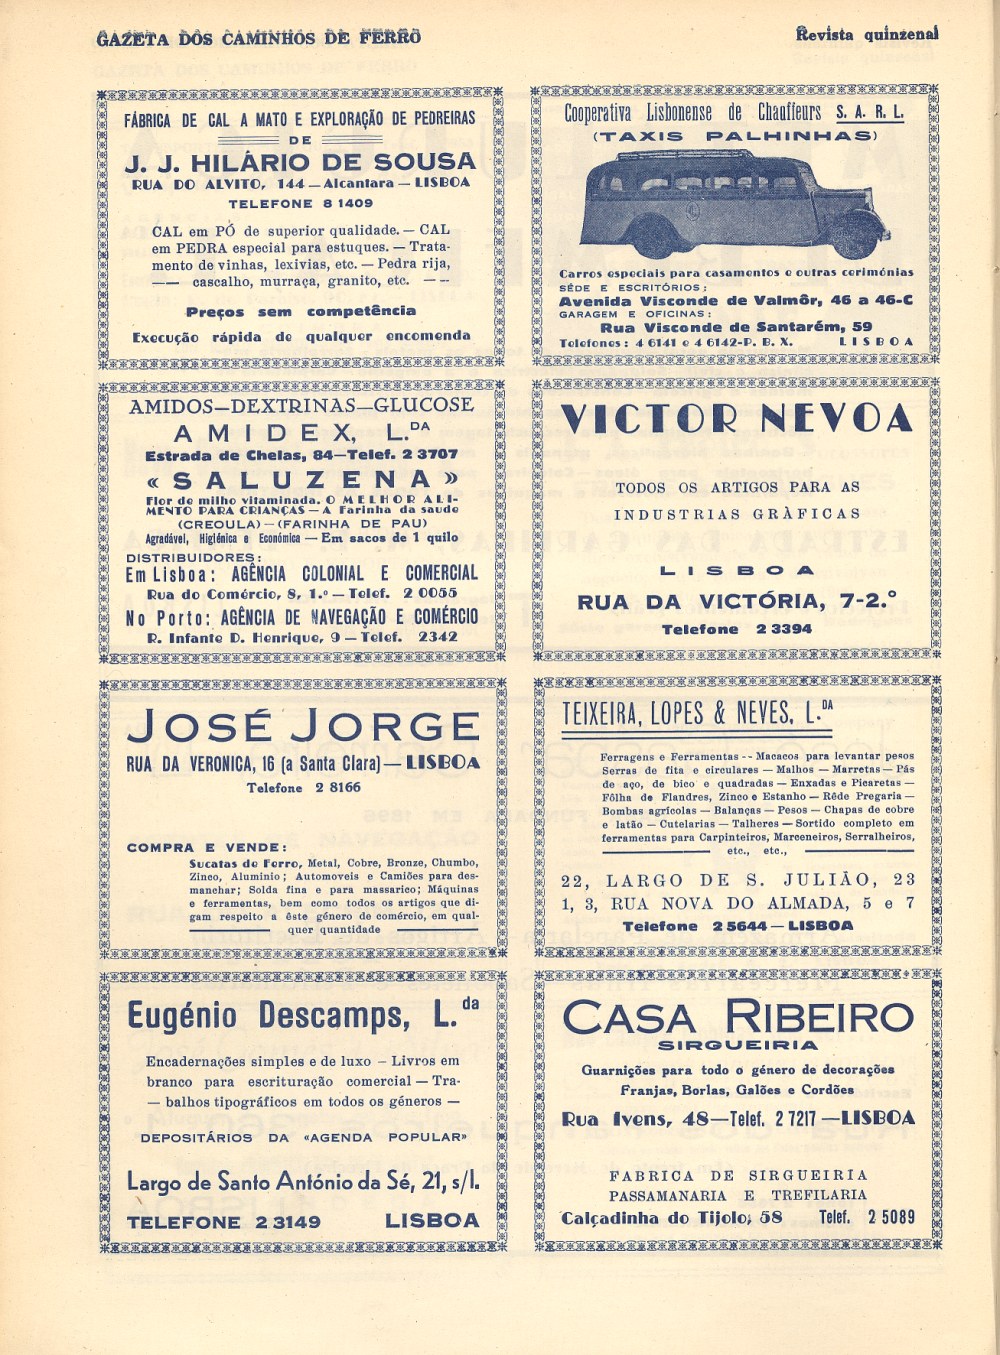 GAZETA DOS CAMINHOS DE FERRO
Revista quinzenal
FÁBRICA DE CAL A MATO E EXPLORAÇÃO DE PEDREIRAS
DE
J. J. HILÁRIO DE SOUSA
RUA DO ALVITO, 144 — Alcantara — LISBOA
TELEFONE 8 1409
CAL em PÓ de superior qualidade. — CAL
em PEDRA especial para estuques. — Trata-
mento de vinhas, lexivias, etc. — Pedra rija,
—— cascalho, murraça, granito, etc. — –
Preços sem competência
Execução rápida de qualquer encomenda
Cooperativa Lisbonense de Chauffeurs S. A. R. L.
(TAXIS PALHINHAS)
Carros especiais para casamentos e outras cerimónias
SÉDE E ESCRITÓRIOS:
Avenida Visconde de Valmôr, 46 a 46-C
GARAGEM E OFICINAS:
Rua Visconde de Santarém, 59
Telefones: 4 6141 e 4 6142-P. B. X. LISBOA
AMIDOS—DEXTRINAS—GLUCOSE
AMIDEX, L.DA
Estrada de Chelas, 84—Telef. 2 3707
« SALUZENA »
Flor de milho vitaminada. O MELHOR ALI-
MENTO PARA CRIANÇAS — A Farinha da saude
(CREOULA) — (FARINHA DE PAU)
Agradável, Higiénica e Económica — Em sacos de 1 quilo
DISTRIBUIDORES:
Em Lisboa: AGÊNCIA COLONIAL E COMERCIAL
Rua do Comércio, 8, 1.º — Telef. 2 0055
No Porto: AGÊNCIA DE NAVEGAÇÃO E COMÉRCIO
R. Infante D. Henrique, 9 — Telef. 2342
VICTOR NEVOA
TODOS OS ARTIGOS PARA AS
INDUSTRIAS GRÀFICAS
LISBOA
RUA DA VICTÓRIA, 7-2.º
Telefone 2 3394
JOSÉ JORGE
RUA DA VERONICA, 16 (a Santa Clara) — LISBOA
Telefone 2 8166
COMPRA E VENDE:
Sucatas de Ferro, Metal, Cobre, Bronze, Chumbo,
Zinco, Aluminio; Automoveis e Camiões para des-
manchar; Solda fina e para massarico; Máquinas
e ferramentas, bem como todos os artigos que di-
gam respeito a êste género de comércio, em qual-
quer quantidade
TEIXEIRA, LOPES & NEVES, L.DA
Ferragens e Ferramentas -- Macacos para levantar pesos
Serras de fita e circulares — Malhos — Marretas — Pás
de aço, de bico e quadradas — Enxadas e Picaretas —
Fôlha de Flandres, Zinco e Estanho — Rêde Pregaria —
Bombas agrícolas — Balanças — Pesos — Chapas de cobre
e latão — Cutelarias — Talheres — Sortido completo em
ferramentas para Carpinteiros, Marceneiros, Serralheiros,
etc., etc.,
22, LARGO DE S. JULIÃO, 23
1, 3, RUA NOVA DO ALMADA, 5 e 7
Telefone 2 5644 — LISBOA
Eugénio Descamps, L.da
Encadernações simples e de luxo — Livros em
branco para escrituração comercial — Tra-
— balhos tipográficos em todos os géneros —
DEPOSITÁRIOS DA «AGENDA POPULAR»
Largo de Santo António da Sé, 21, s/l.
TELEFONE 2 3149 LISBOA
CASA RIBEIRO
SIRGUEIRIA
Guarnições para todo o género de decorações
Franjas, Borlas, Galões e Cordões
Rua Ivens, 48—Telef. 2 7217 —LISBOA
FABRICA DE SIRGUEIRIA
PASSAMANARIA E TREFILARIA
Calçadinha do Tijolo, 58 Telef. 2 5089